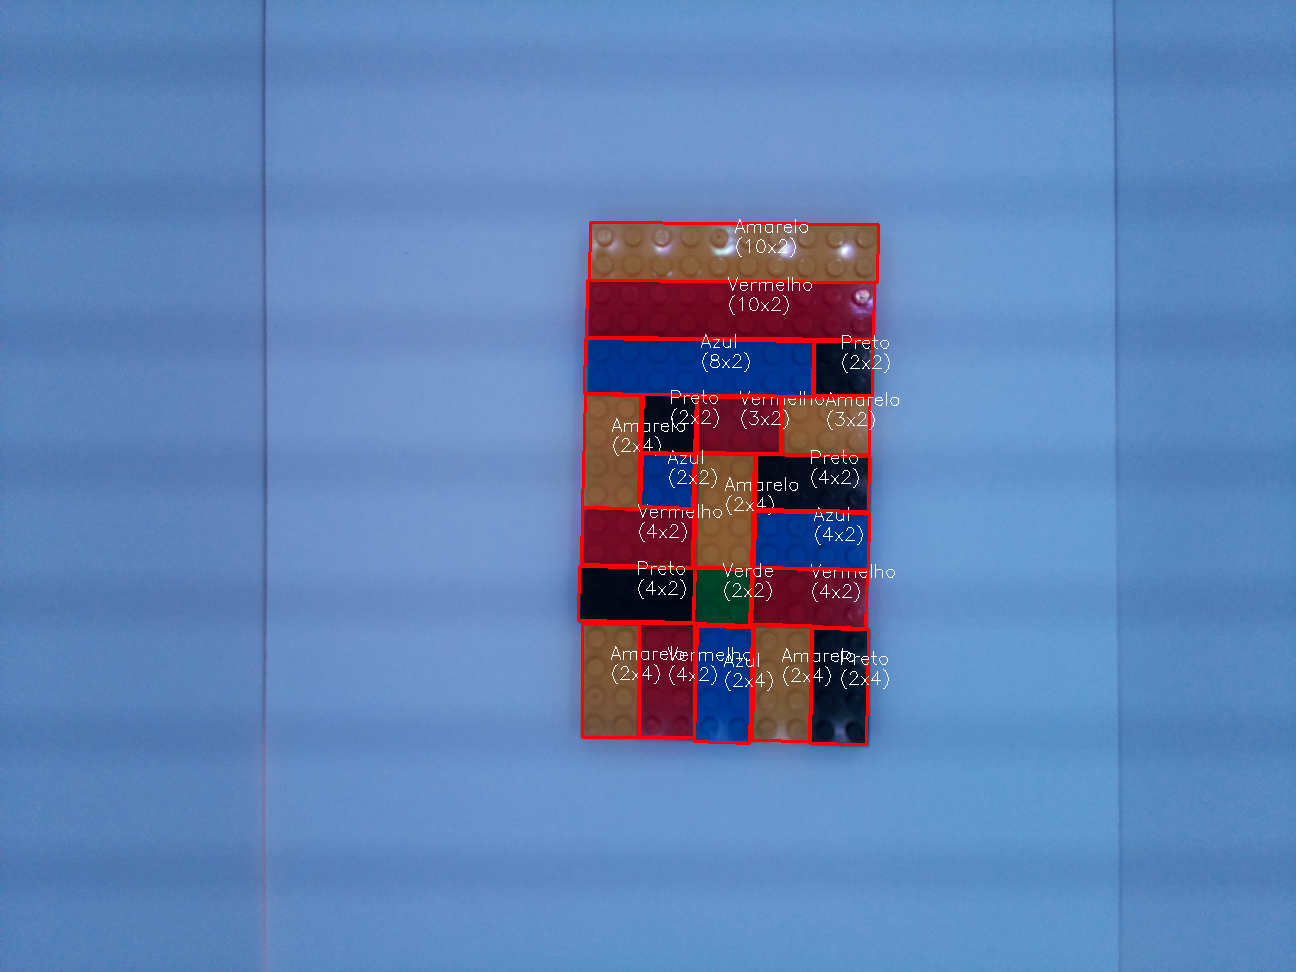 Amarelo
(10x2)
Vermelho
(10x2)
Azul
(8x2)
Preto
(2x2)
Amarelo
(2x4)
Preto
(2x2)
Vermelho
(3x2)
Amarelo
(3x2)
Azul
(2x2)
Amarelo
(2x4)
Preto
(4x2)
Vermelho
(4x2)
Azul
(4x2)
Preto
(4x2)
Verde
(2x2)
Vermelho
(4x2)
Amarelo
(2x4)
Vermelho
(4x2)
Azul
(2x4)
Amarelo
(2x4)
Preto
(2x4)